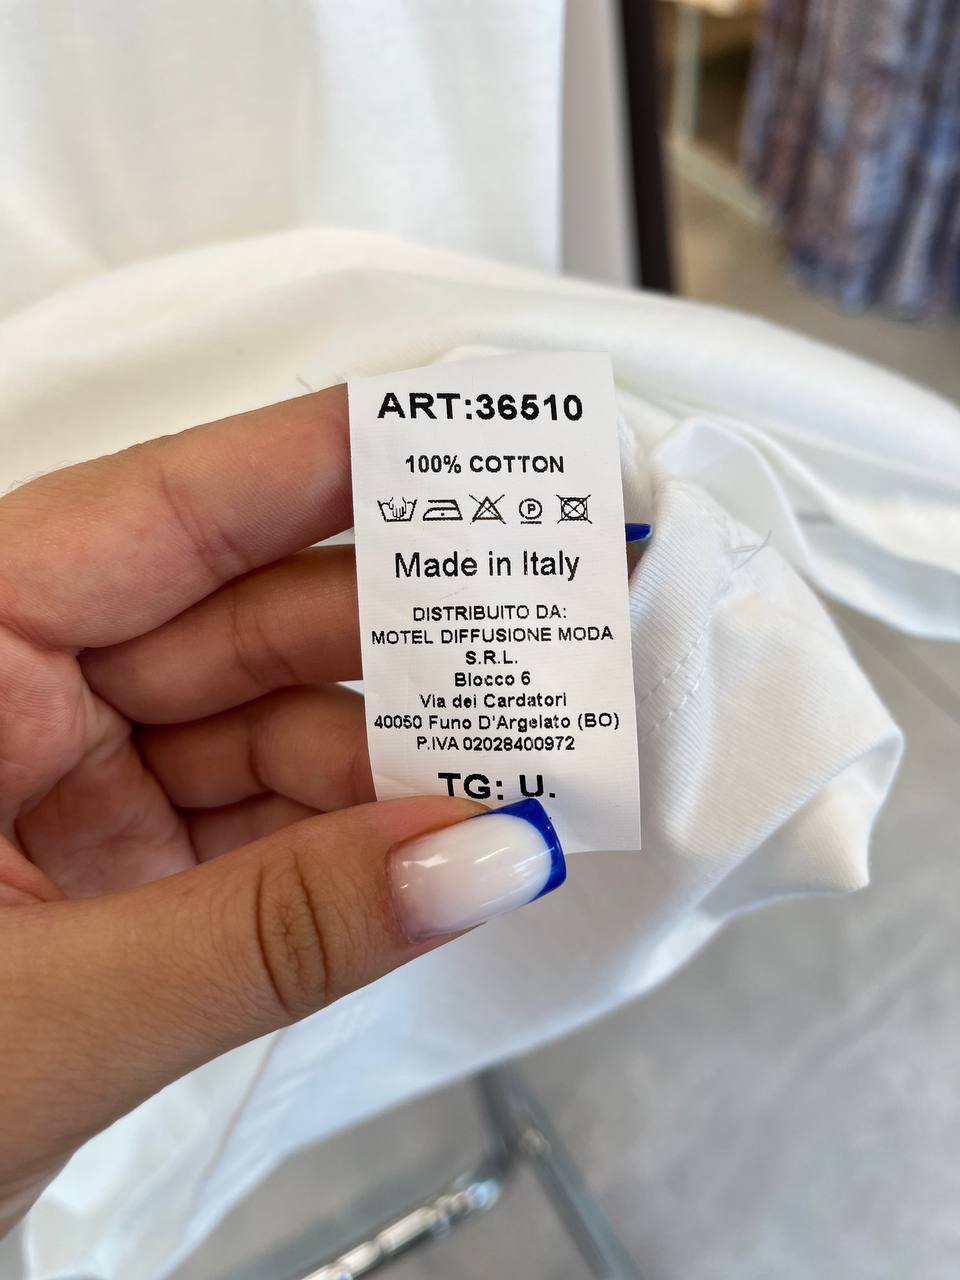 ART:36510
100% COTTON
P
Made in Italy
DISTRIBUITO DA:
MOTEL DIFFUSIONE MODA
S.R.L.
Blocco 6
Via dei Cardatori
40050 Funo D'Argelato (BO)
P.IVA 02028400972
TG: U.